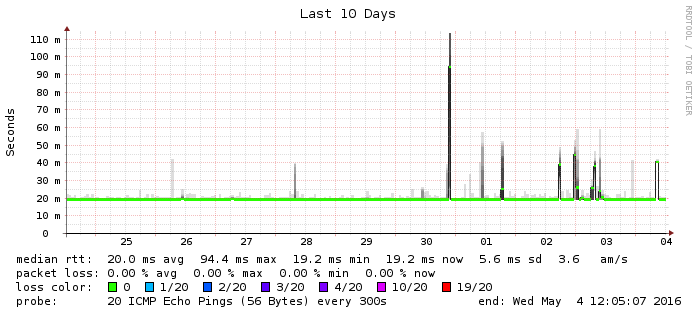 Last 10 Days
RRDTOOL / TOBI OETIKER
Seconds
110 m
100 m
90 m
80 m
70 m
60 m
50 m
40 m
30 m
20 m
10 m
0
25 26 27 28 29 30 01 02 03 04
median rtt: 20.0 ms avg 94.4 ms max 19.2 ms min 19.2 ms now 5.6 ms sd 3.6 am/s
packet loss: 0.00 % avg 0.00 % max 0.00 % min 0.00 % now
loss color: 0 1/20 2/20 3/20 4/20 10/20 19/20
probe: 20 ICMP Echo Pings (56 Bytes) every 300s end: Wed May 4 12:05:07 2016